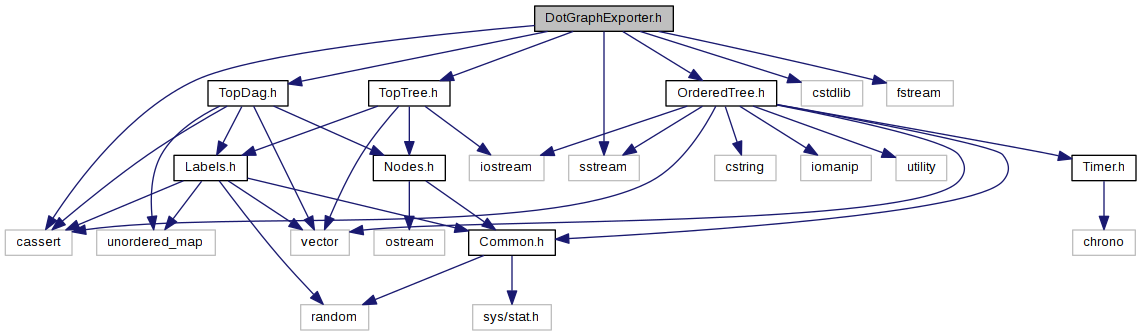 DotGraphExporter.h
TopDag.h
TopTree.h
OrderedTree.h
cstdlib
fstream
Labels.h
Nodes.h
iostream
sstream
cstring
iomanip
utility
Timer.h
cassert
unordered_map
vector
ostream
Common.h
chrono
random
sys/stat.h